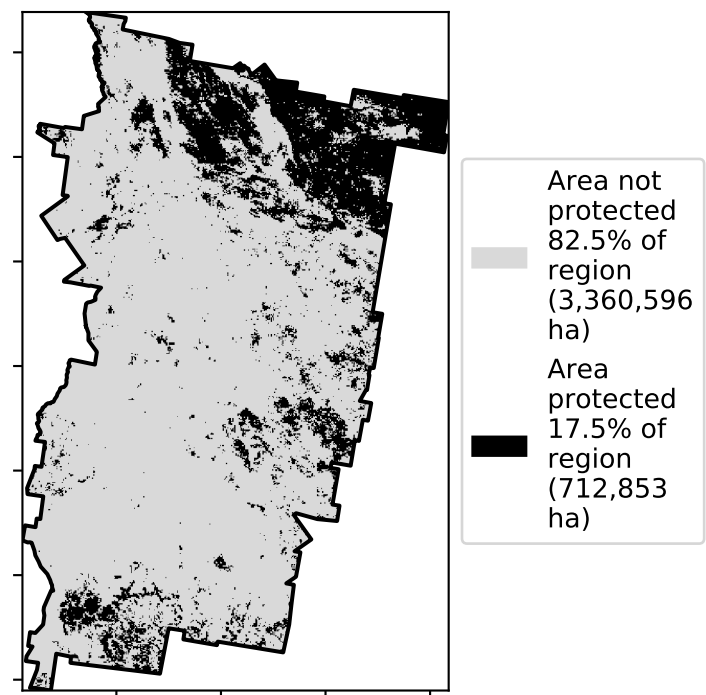 Area not
protected
82.5% of
region
(3,360,596
ha)
Area
protected
17.5% of
region
(712,853
ha)